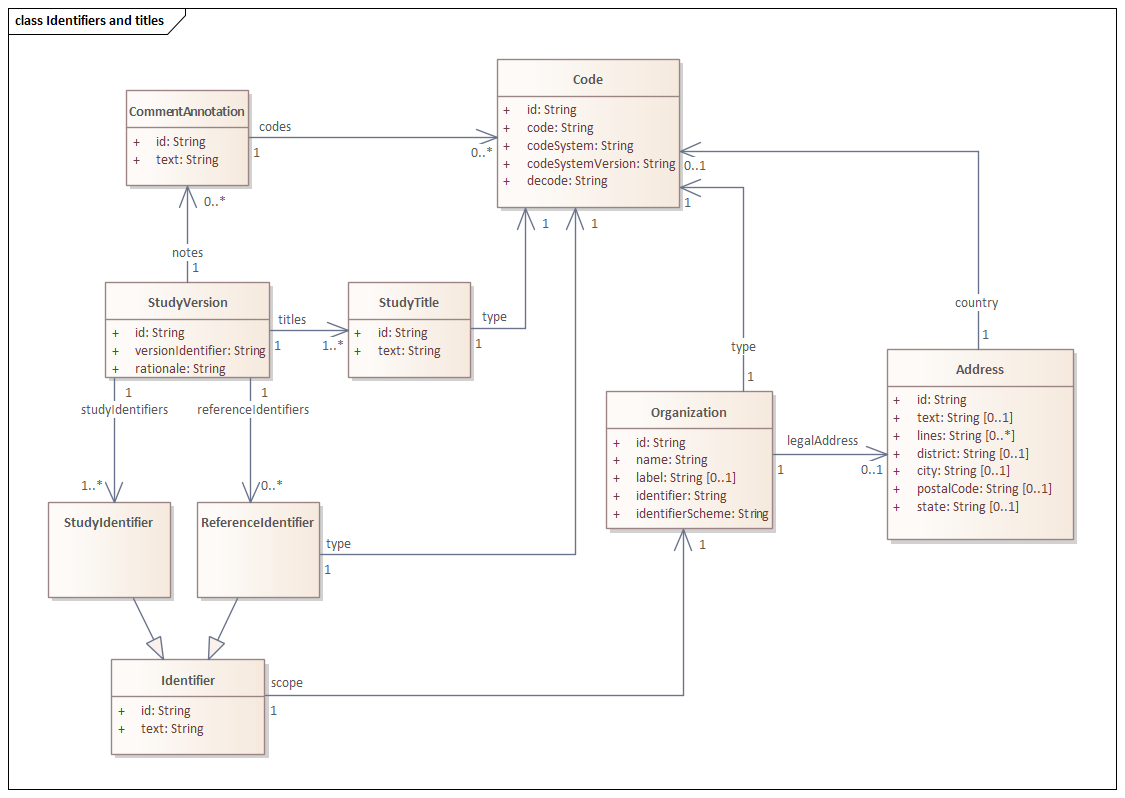 class Identifiers and titles
Code
+ id: String
+ code: String
+ codeSystem: String
+ codeSystemVersion: String
+ decode: String
CommentAnnotation
+ id: String
+ text: String
codes
1
0..*
0..1
1
0..*
1
1
notes
1
StudyVersion
+ id: String
+ versionIdentifier: String
+ rationale: String
titles
1
1..*
StudyTitle
+ id: String
+ text: String
type
1
country
1
type
1
Address
+ id: String
+ text: String [0..1]
+ lines: String [0..*]
+ district: String [0..1]
+ city: String [0..1]
+ postalCode: String [0..1]
+ state: String [0..1]
1
studyIdentifiers
1
referenceIdentifiers
Organization
+ id: String
+ name: String
+ label: String [0..1]
+ identifier: String
+ identifierScheme: String
legalAddress
1
0..1
1..*
0..*
StudyIdentifier
ReferenceIdentifier
type
1
1
Identifier
+ id: String
+ text: String
scope
1